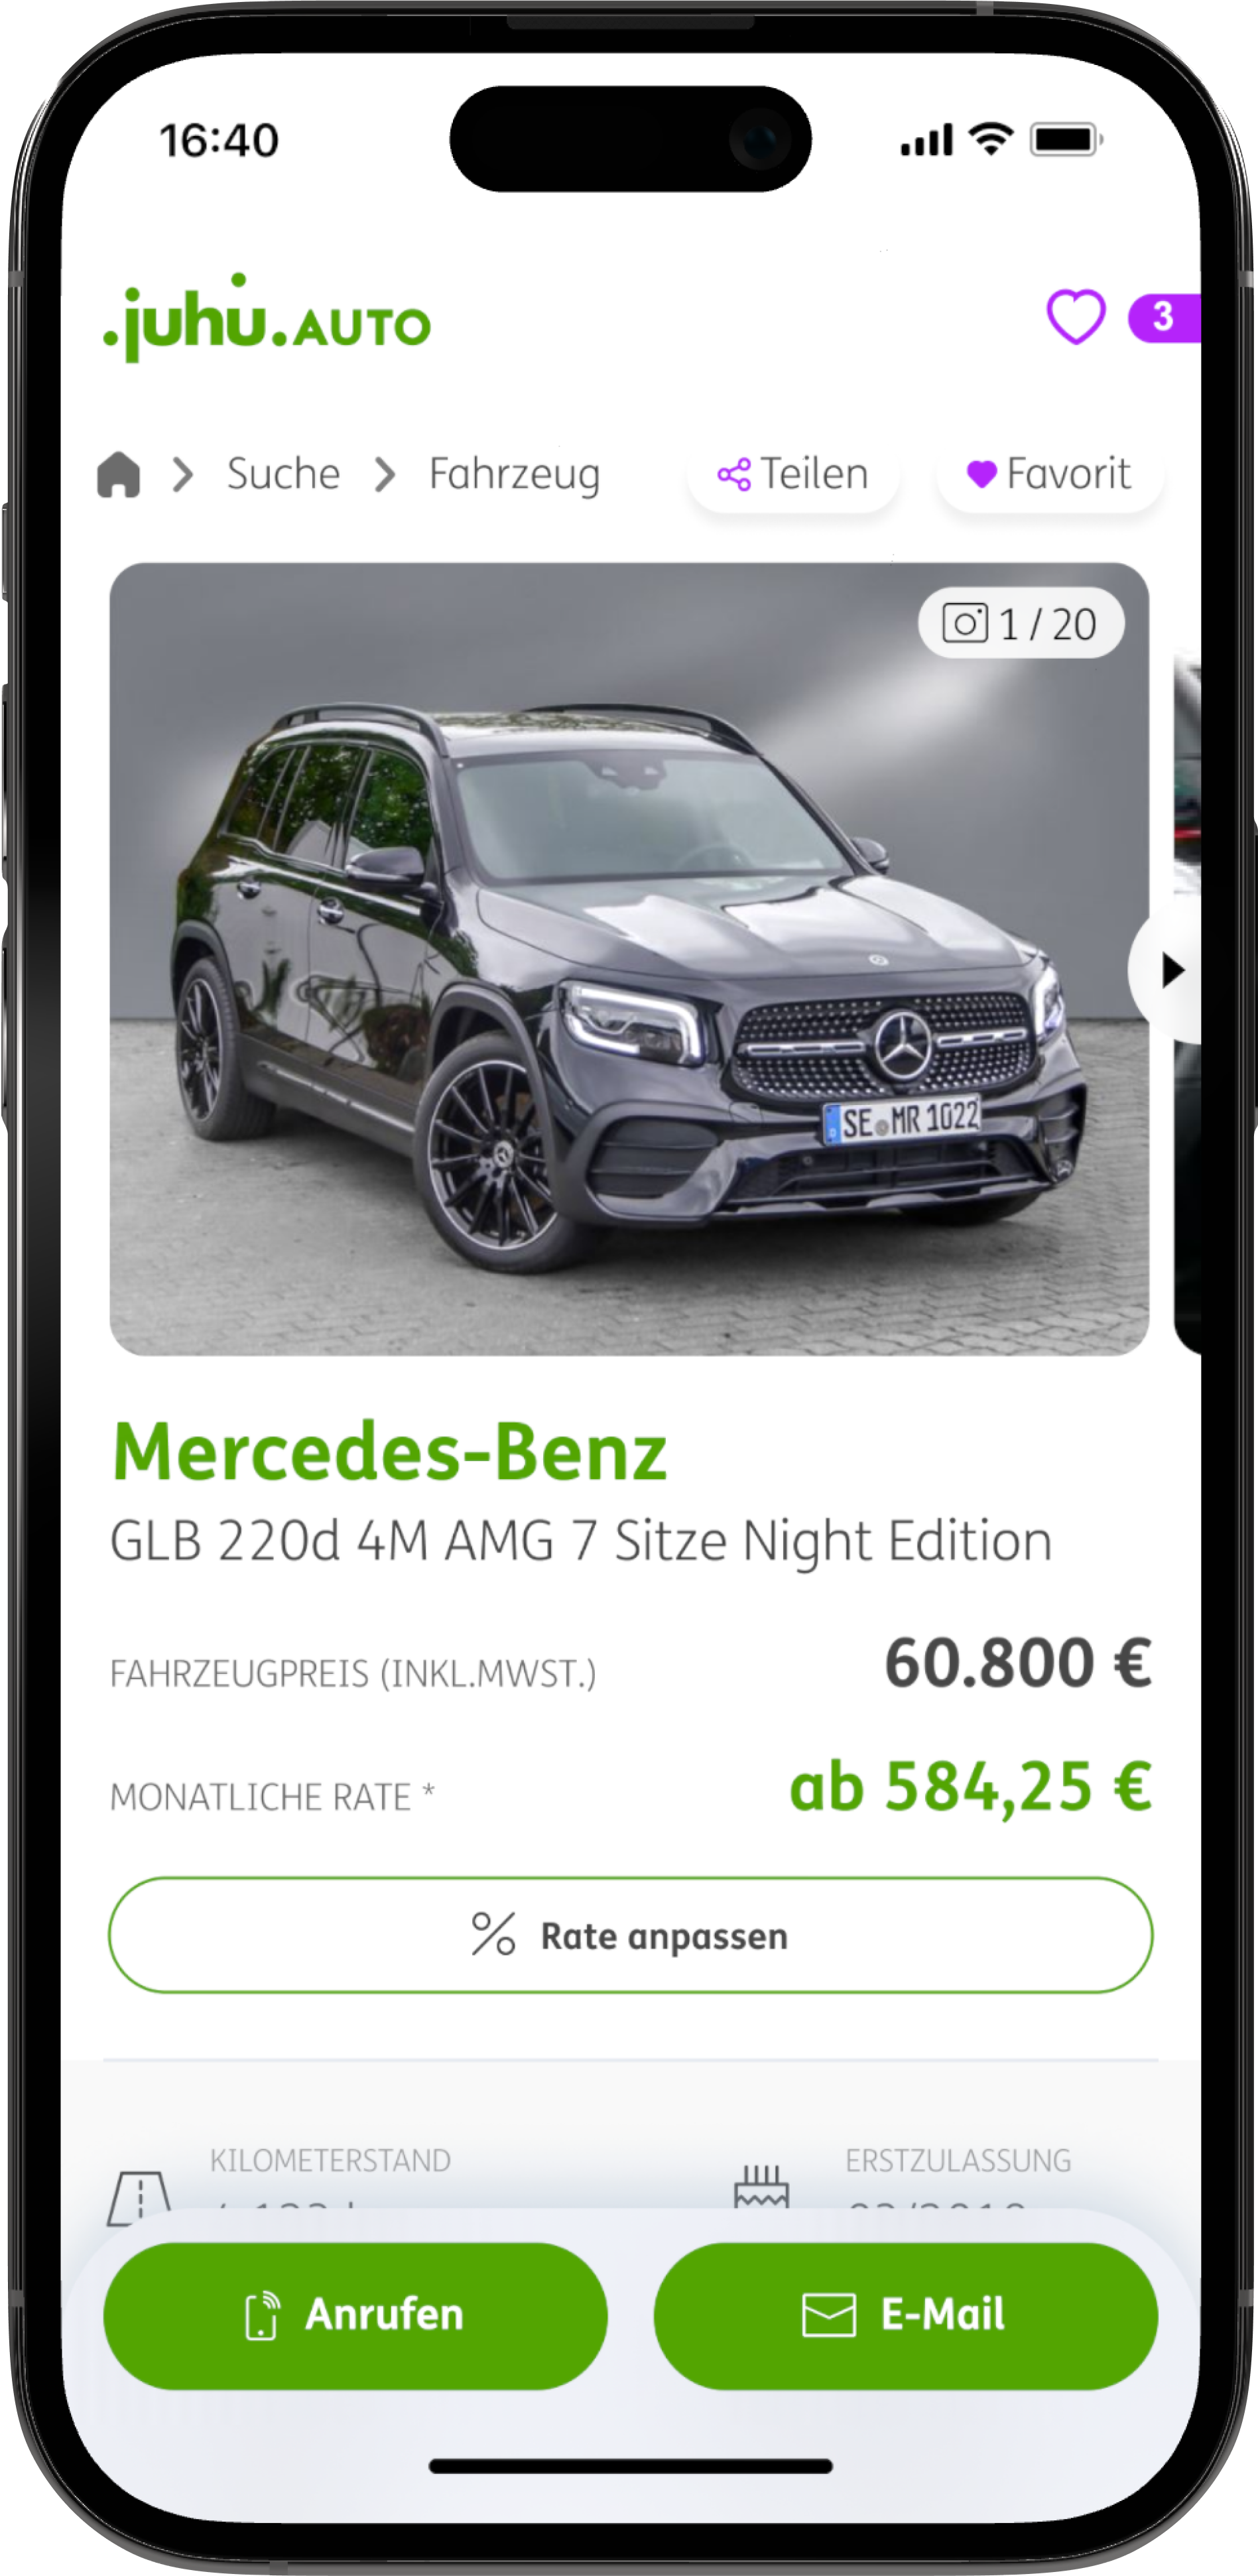 16:40
.juhu.AUTO
3
Suche Fahrzeug Teilen Favorit
1 / 20
SE MR 1022
Mercedes-Benz
GLB 220d 4M AMG 7 Sitze Night Edition
FAHRZEUGPREIS (INKL.MWST.) 60.800 €
MONATLICHE RATE * ab 584,25 €
Rate anpassen
KILOMETERSTAND ERSTZULASSUNG
Anrufen E-Mail